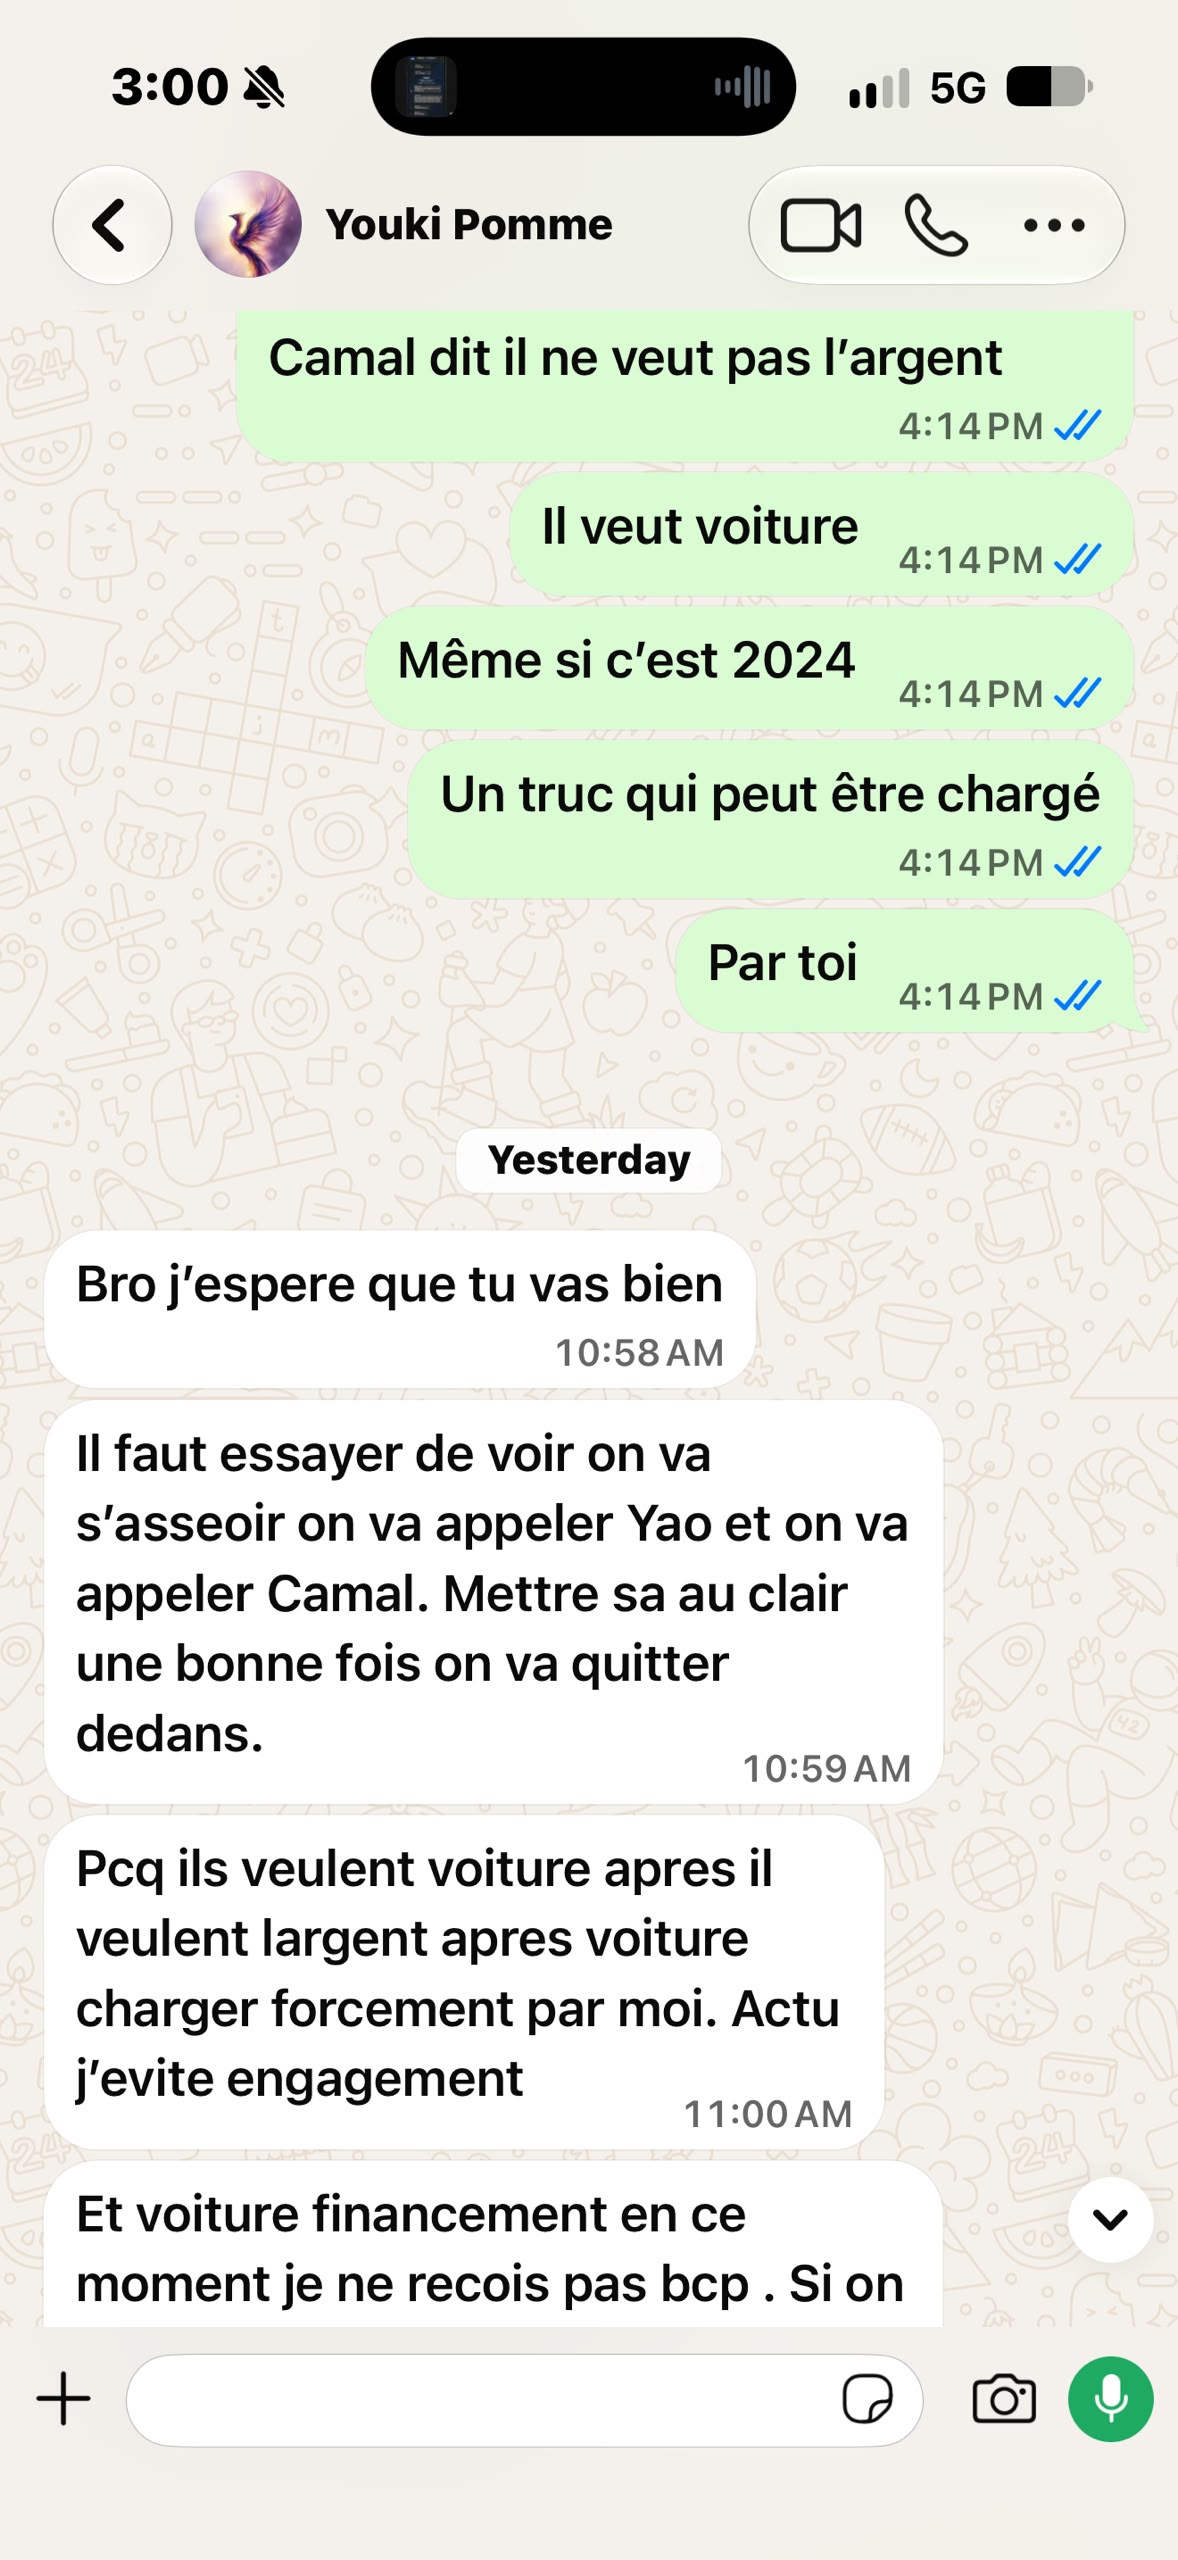 3:00
5G
Youki Pomme
Camal dit il ne veut pas l’argent
4:14 PM
Il veut voiture
4:14 PM
Même si c’est 2024
4:14 PM
Un truc qui peut être chargé
4:14 PM
Par toi
4:14 PM
Yesterday
Bro j’espere que tu vas bien
10:58 AM
Il faut essayer de voir on va
s’asseoir on va appeler Yao et on va
appeler Camal. Mettre sa au clair
une bonne fois on va quitter
dedans.
10:59 AM
Pcq ils veulent voiture apres il
veulent largent apres voiture
charger forcement par moi. Actu
j’evite engagement
11:00 AM
Et voiture financement en ce
moment je ne recois pas bcp . Si on